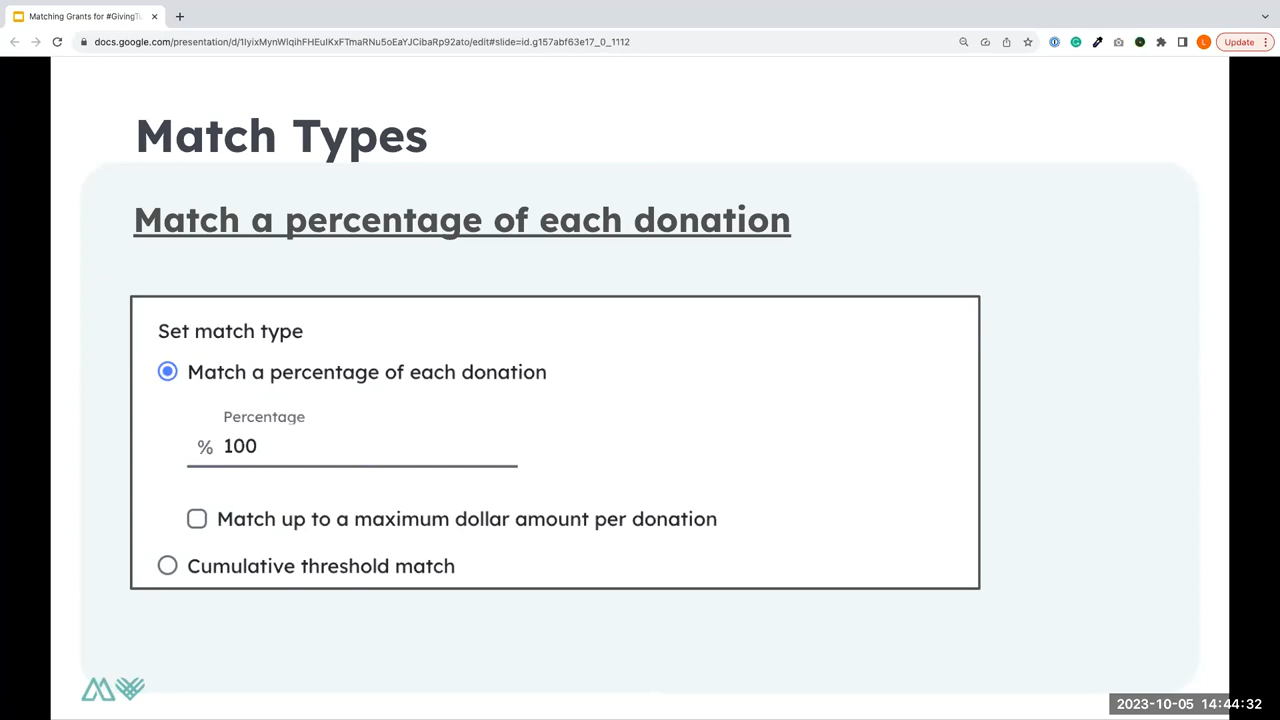 Matching Grants for #GivingTu
docs.google.com/presentation/d/1IyixMynWlqihFHEuIKxFTmaRNu5oEaYJCibaRp92ato/edit#slide=id.g157abf63e17_0_1112
L
Update
Match Types
Match a percentage of each donation
Set match type
Match a percentage of each donation
Percentage
% 100
Match up to a maximum dollar amount per donation
Cumulative threshold match
2023-10-05 14:44:32